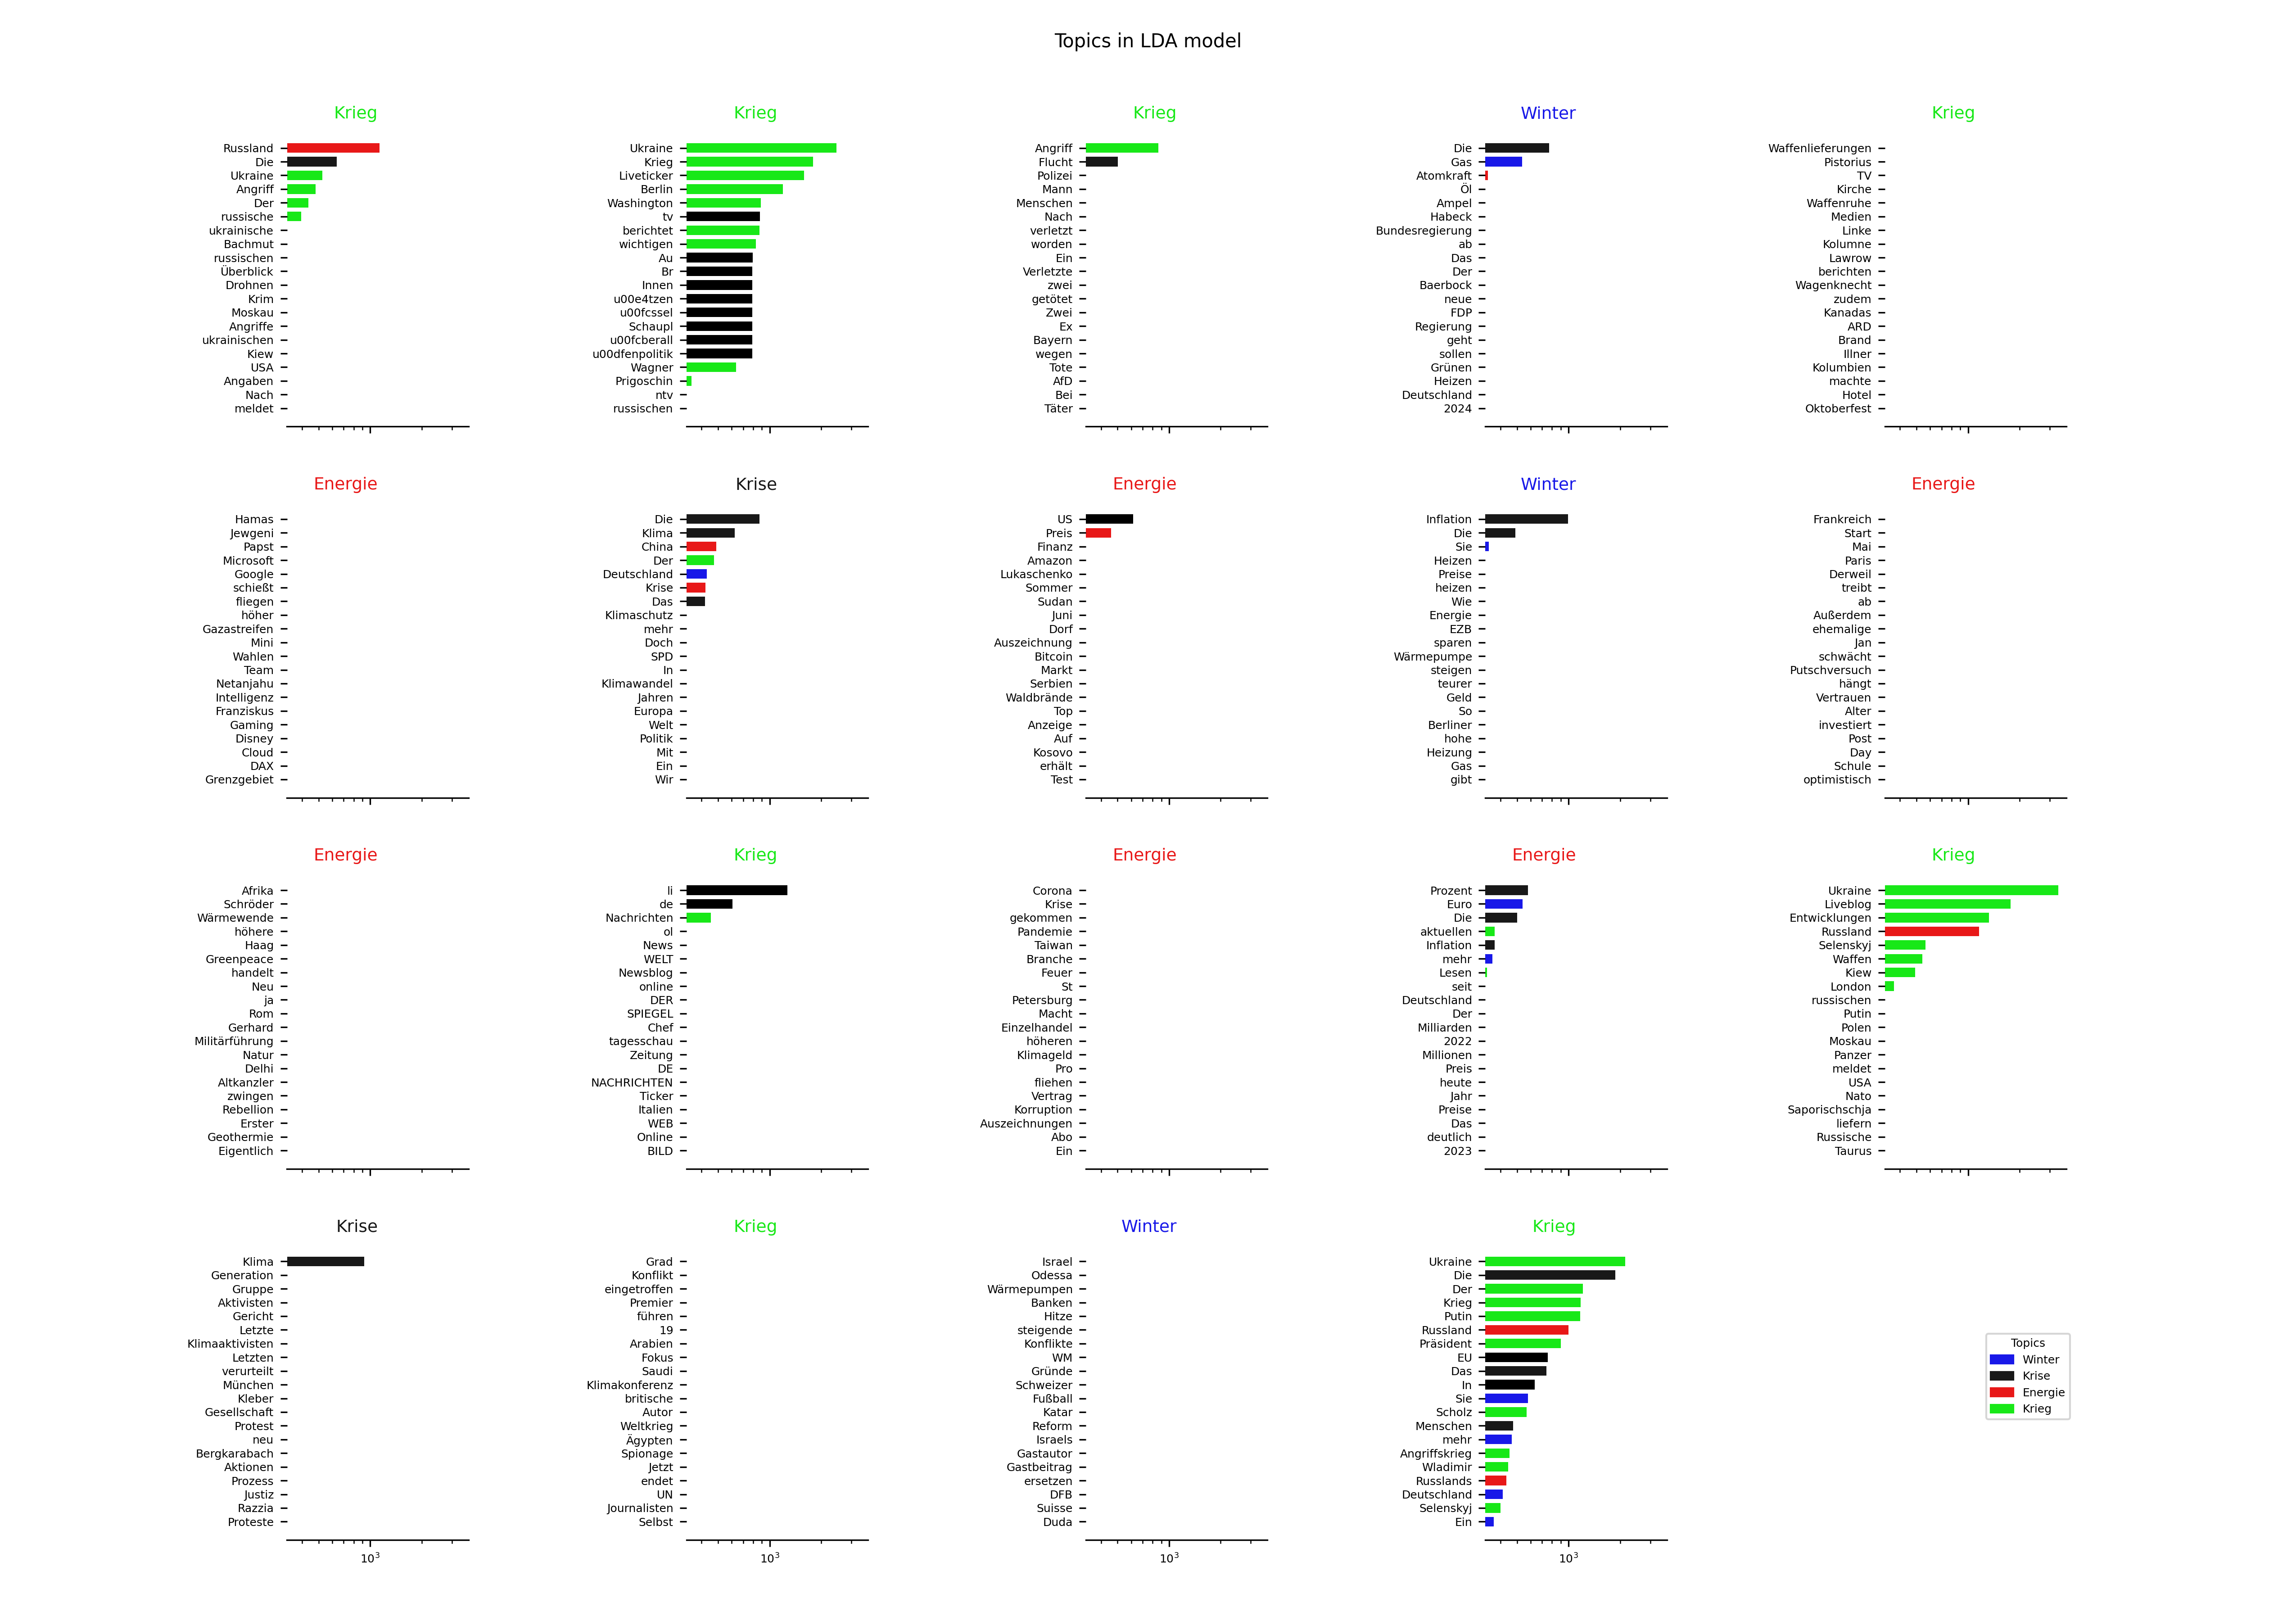 Topics in LDA model
Krieg
Russland
Die
Ukraine
Angriff
Der
russische
ukrainische
Bachmut
russischen
Überblick
Drohnen
Krim
Moskau
Angriffe
ukrainischen
Kiew
USA
Angaben
Nach
meldet
Krieg
Ukraine
Krieg
Liveticker
Berlin
Washington
tv
berichtet
wichtigen
Au
Br
Innen
u00e4tzen
u00fcssel
Schaupl
u00fcberall
u00dfenpolitik
Wagner
Prigoschin
ntv
russischen
Krieg
Angriff
Flucht
Polizei
Mann
Menschen
Nach
verletzt
worden
Ein
Verletzte
zwei
getötet
Zwei
Ex
Bayern
wegen
Tote
AfD
Bei
Täter
Winter
Die
Gas
Atomkraft
Öl
Ampel
Habeck
Bundesregierung
ab
Das
Der
Baerbock
neue
FDP
Regierung
geht
sollen
Grünen
Heizen
Deutschland
2024
Krieg
Waffenlieferungen
Pistorius
TV
Kirche
Waffenruhe
Medien
Linke
Kolumne
Lawrow
berichten
Wagenknecht
zudem
Kanadas
ARD
Brand
Illner
Kolumbien
machte
Hotel
Oktoberfest
Energie
Hamas
Jewgeni
Papst
Microsoft
Google
schießt
fliegen
höher
Gazastreifen
Mini
Wahlen
Team
Netanjahu
Intelligenz
Franziskus
Gaming
Disney
Cloud
DAX
Grenzgebiet
Krise
Die
Klima
China
Der
Deutschland
Krise
Das
Klimaschutz
mehr
Doch
SPD
In
Klimawandel
Jahren
Europa
Welt
Politik
Mit
Ein
Wir
Energie
US
Preis
Finanz
Amazon
Lukaschenko
Sommer
Sudan
Juni
Dorf
Auszeichnung
Bitcoin
Markt
Serbien
Waldbrände
Top
Anzeige
Auf
Kosovo
erhält
Test
Winter
Inflation
Die
Sie
Heizen
Preise
heizen
Wie
Energie
EZB
sparen
Wärmepumpe
steigen
teurer
Geld
So
Berliner
hohe
Heizung
Gas
gibt
Energie
Frankreich
Start
Mai
Paris
Derweil
treibt
ab
Außerdem
ehemalige
Jan
schwächt
Putschversuch
hängt
Vertrauen
Alter
investiert
Post
Day
Schule
optimistisch
Energie
Afrika
Schröder
Wärmewende
höhere
Haag
Greenpeace
handelt
Neu
ja
Rom
Gerhard
Militärführung
Natur
Delhi
Altkanzler
zwingen
Rebellion
Erster
Geothermie
Eigentlich
Krieg
li
de
Nachrichten
ol
News
WELT
Newsblog
online
DER
SPIEGEL
Chef
tagesschau
Zeitung
DE
NACHRICHTEN
Ticker
Italien
WEB
Online
BILD
Energie
Corona
Krise
gekommen
Pandemie
Taiwan
Branche
Feuer
St
Petersburg
Macht
Einzelhandel
höheren
Klimageld
Pro
fliehen
Vertrag
Korruption
Auszeichnungen
Abo
Ein
Energie
Prozent
Euro
Die
aktuellen
Inflation
mehr
Lesen
seit
Deutschland
Der
Milliarden
2022
Millionen
Preis
heute
Jahr
Preise
Das
deutlich
2023
Krieg
Ukraine
Liveblog
Entwicklungen
Russland
Selenskyj
Waffen
Kiew
London
russischen
Putin
Polen
Moskau
Panzer
meldet
USA
Nato
Saporischschja
liefern
Russische
Taurus
Krise
Klima
Generation
Gruppe
Aktivisten
Gericht
Letzte
Klimaaktivisten
Letzten
verurteilt
München
Kleber
Gesellschaft
Protest
neu
Bergkarabach
Aktionen
Prozess
Justiz
Razzia
Proteste
10³
Krieg
Grad
Konflikt
eingetroffen
Premier
führen
19
Arabien
Fokus
Saudi
Klimakonferenz
britische
Autor
Weltkrieg
Ägypten
Spionage
Jetzt
endet
UN
Journalisten
Selbst
10³
Winter
Israel
Odessa
Wärmepumpen
Banken
Hitze
steigende
Konflikte
WM
Gründe
Schweizer
Fußball
Katar
Reform
Israels
Gastautor
Gastbeitrag
ersetzen
DFB
Suisse
Duda
10³
Krieg
Ukraine
Die
Der
Krieg
Putin
Russland
Präsident
EU
Das
In
Sie
Scholz
Menschen
mehr
Angriffskrieg
Wladimir
Russlands
Deutschland
Selenskyj
Ein
10³
Topics
Winter
Krise
Energie
Krieg